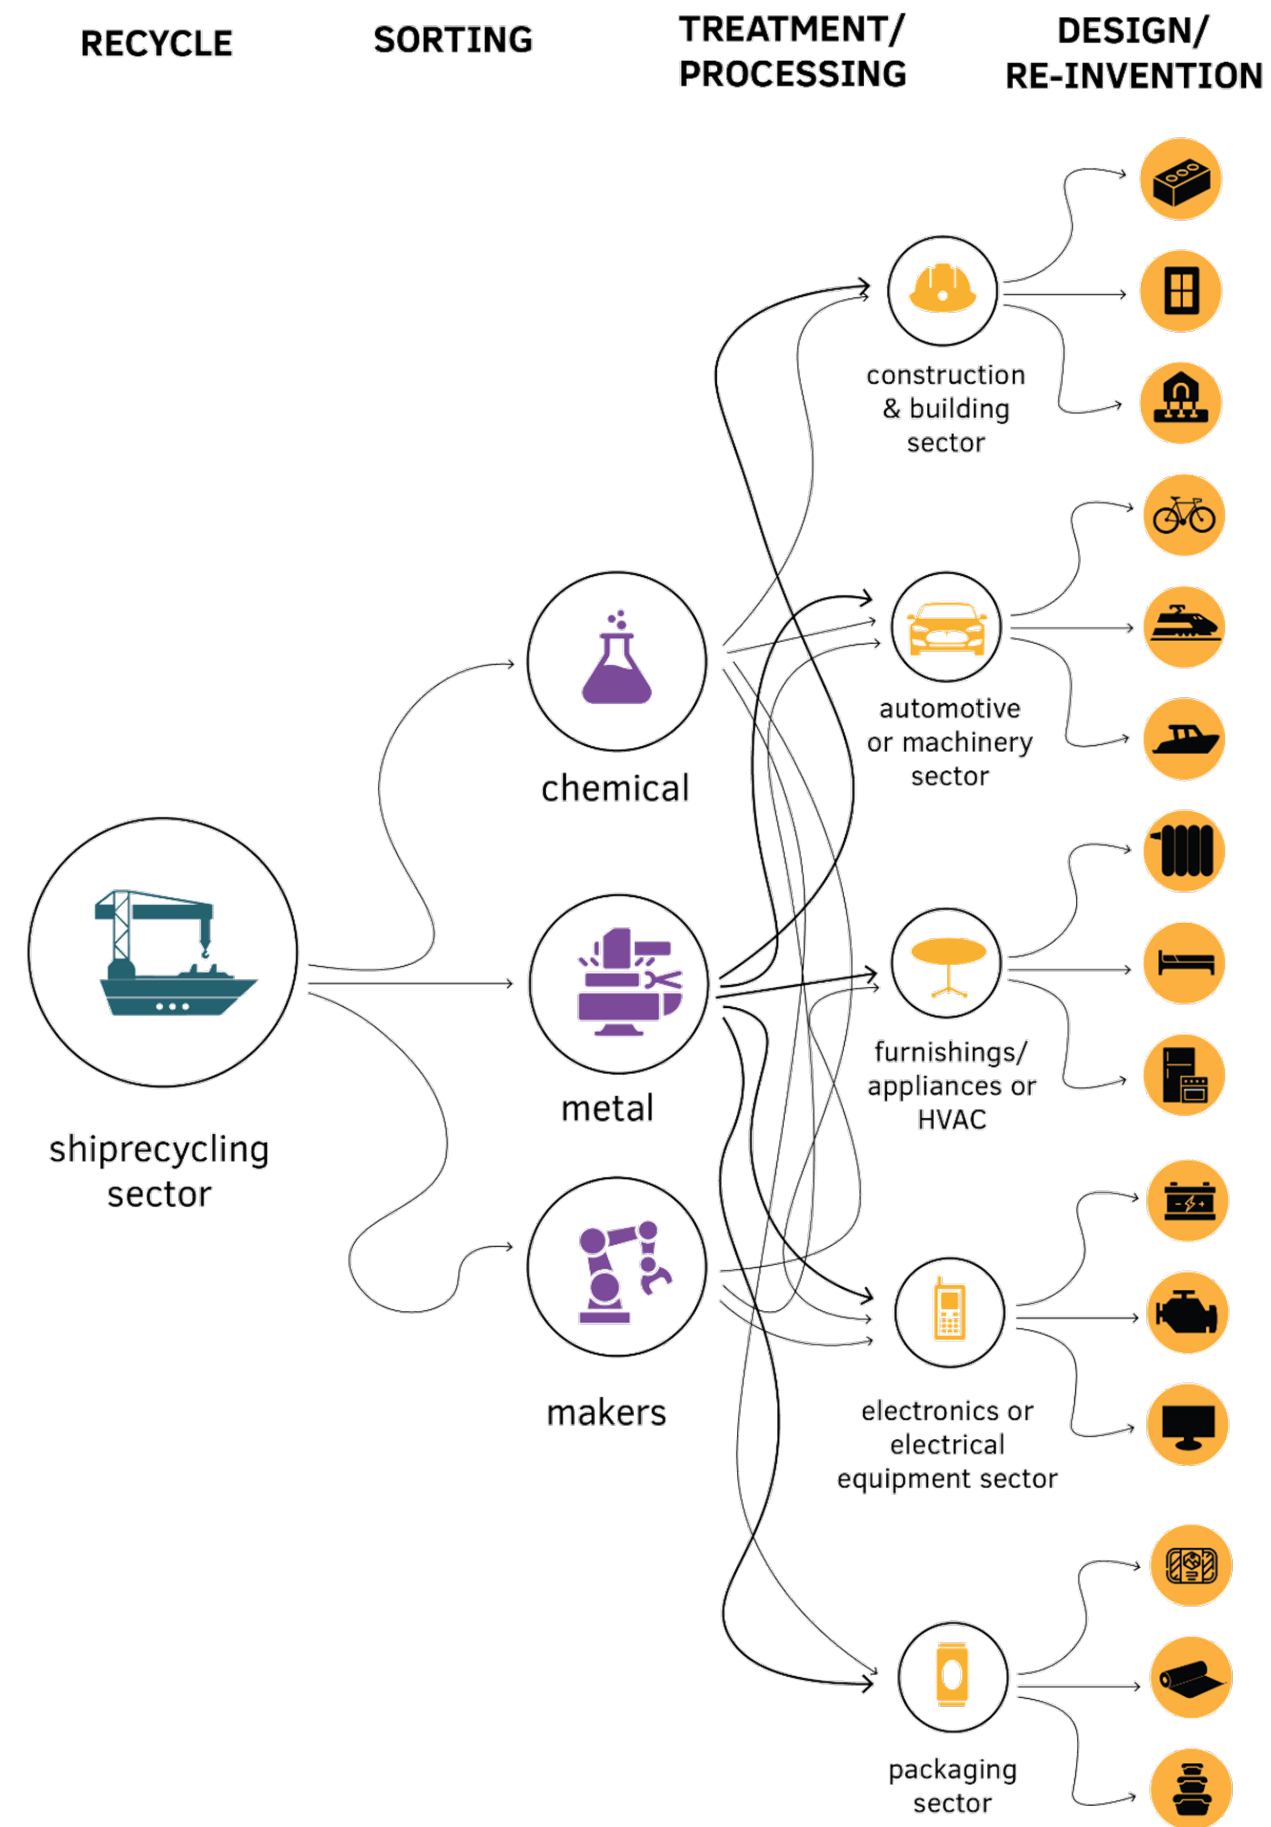 RECYCLE
SORTING
TREATMENT/
PROCESSING
DESIGN/
RE-INVENTION
construction
& building
sector
automotive
or machinery
sector
chemical
furnishings/
appliances or
HVAC
metal
shiprecycling
sector
makers
electronics or
electrical
equipment sector
packaging
sector